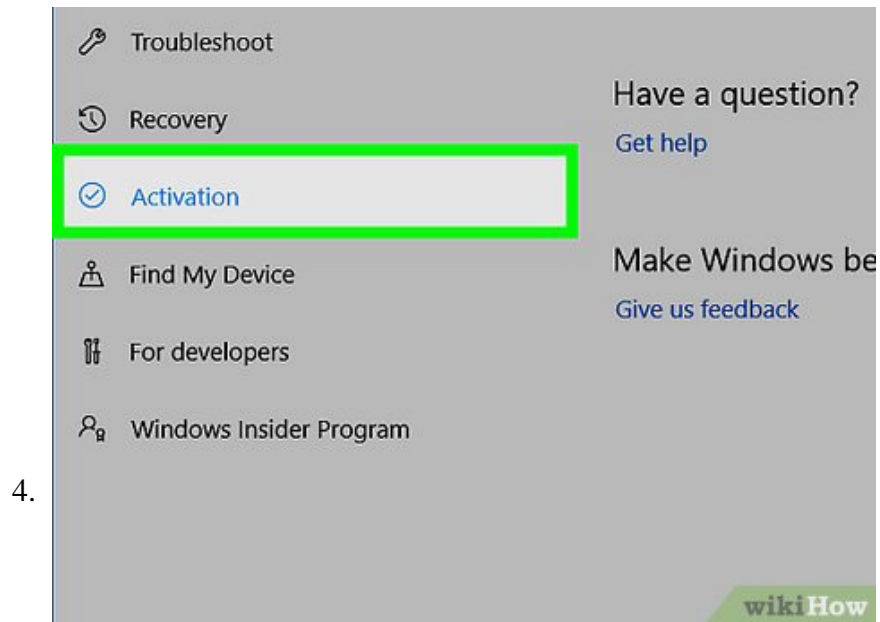 Troubleshoot
Recovery
Activation
Find My Device
For developers
Windows Insider Program
Have a question?
Get help
Make Windows be
Give us feedback
4.
wikiHow